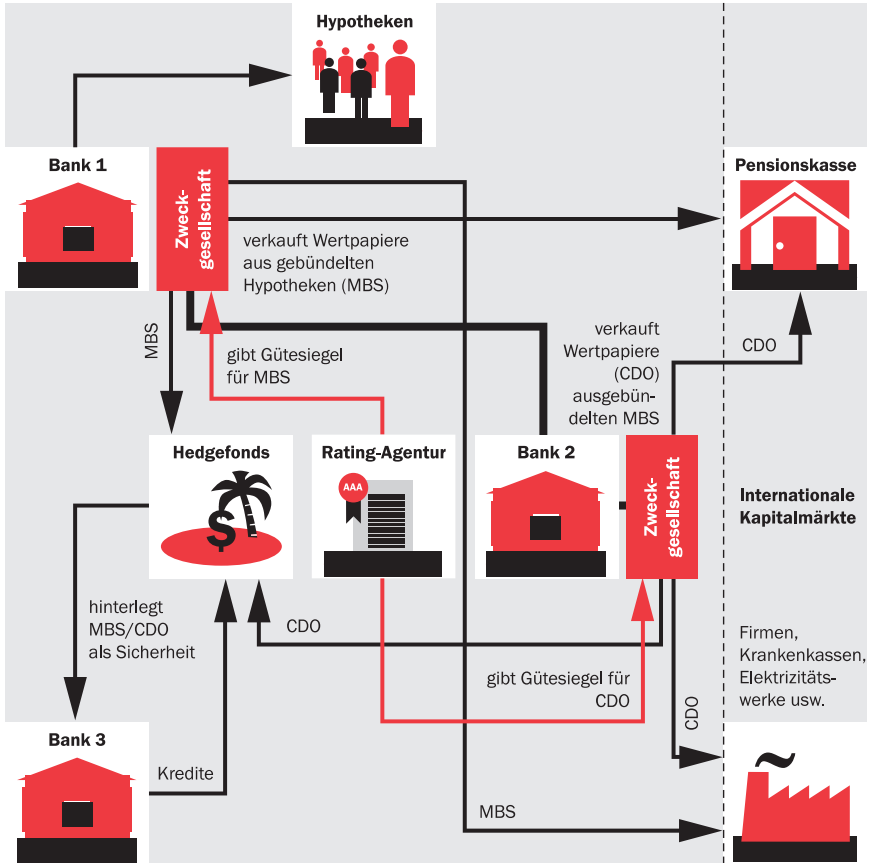 Hypotheken
Bank 1
Zweck-
gesellschaft
Pensionskasse
verkauft Wertpapiere
aus gebündelten
Hypotheken (MBS)
MBS
gibt Gütesiegel
für MBS
verkauft
Wertpapiere
(CDO)
ausgebün-
delten MBS
CDO
Hedgefonds
$
Rating-Agentur
AAA
Bank 2
Zweck-
gesellschaft
Internationale
Kapitalmärkte
hinterlegt
MBS/CDO
als Sicherheit
CDO
gibt Gütesiegel für
CDO
CDO
Firmen,
Krankenkassen,
Elektrizitäts-
werke usw.
Bank 3
Kredite
MBS